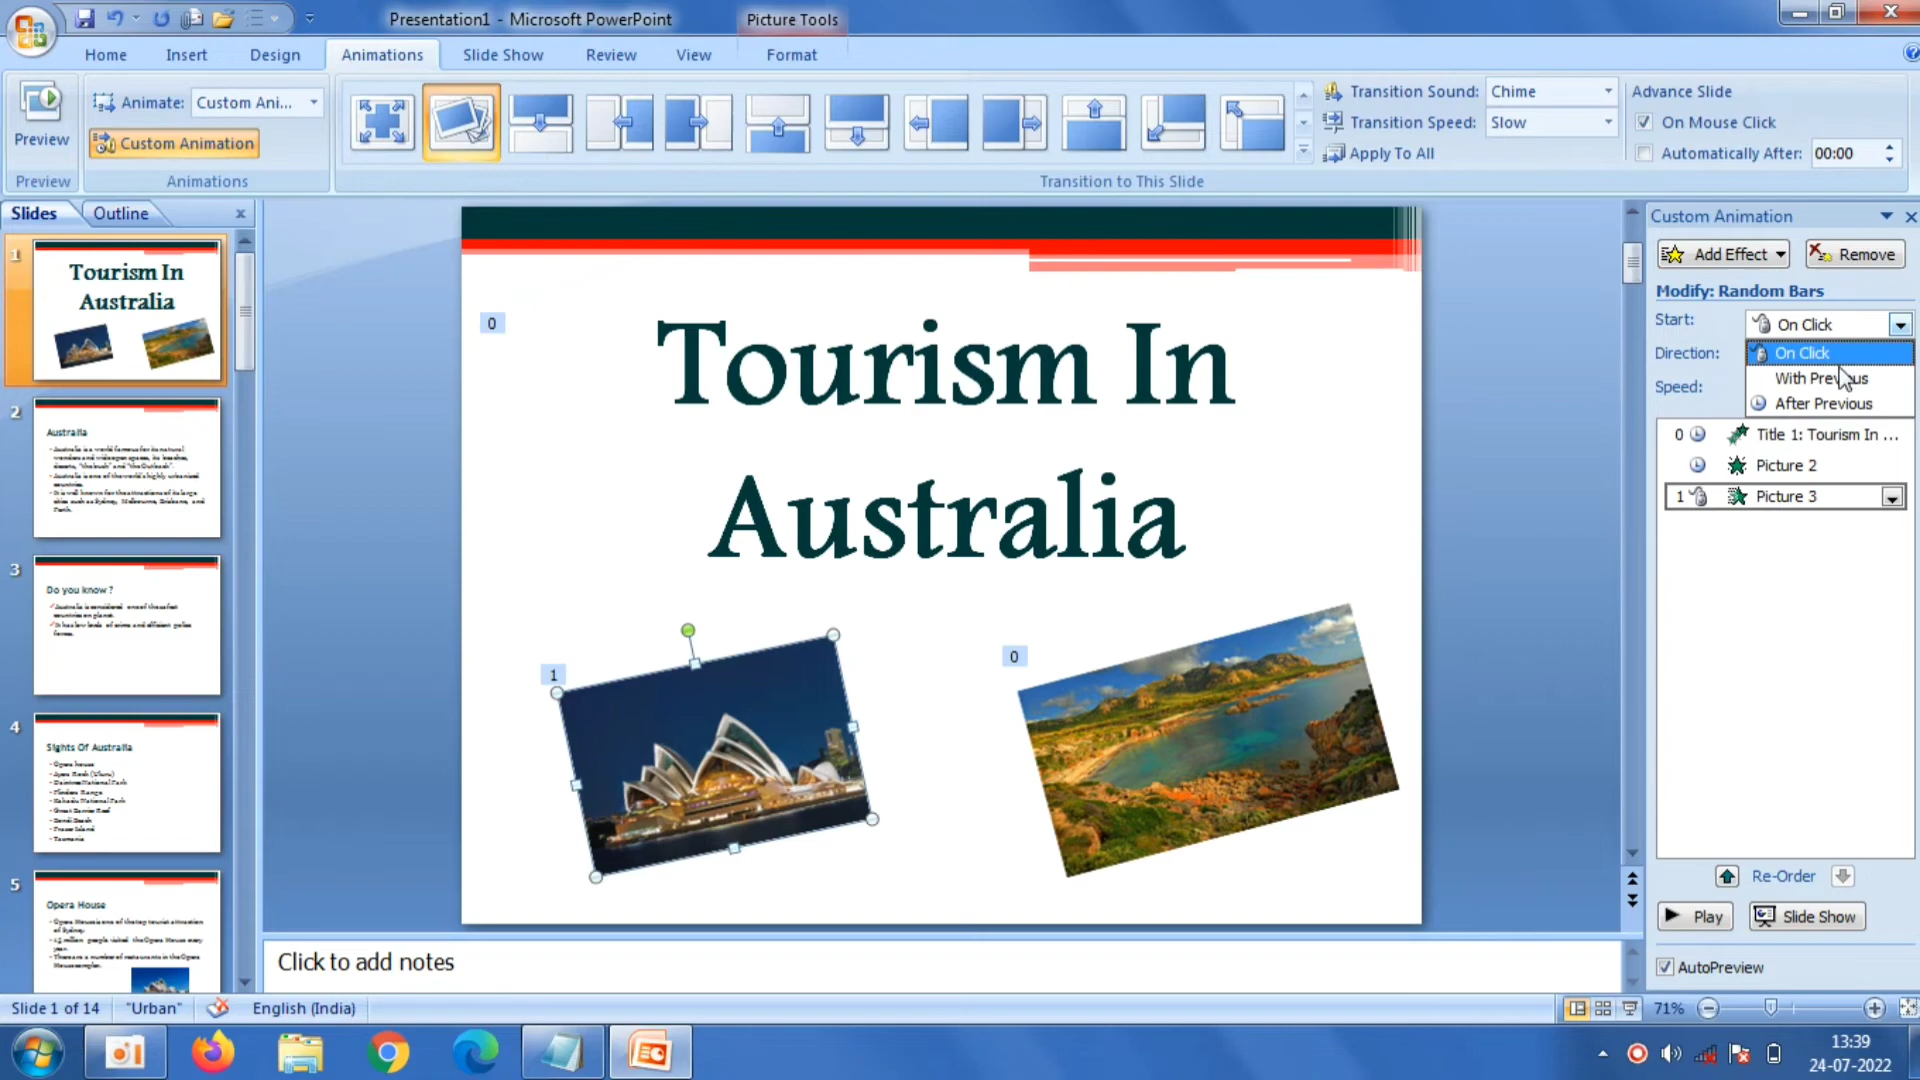 Presentation1 - Microsoft PowerPoint
Picture Tools
Home
Insert
Design
Animations
Slide Show
Review
View
Format
Preview
Preview
Animate: Custom Ani...
Custom Animation
Animations
Transition to This Slide
Transition Sound: Chime
Transition Speed: Slow
Apply To All
Advance Slide
On Mouse Click
Automatically After: 00:00
Slides
Outline
1
Tourism In
Australia
2
Australia
3
Do you know ?
4
Sights Of Australia
5
Opera House
0
Tourism In
Australia
1
0
Click to add notes
Custom Animation
Add Effect
Remove
Modify: Random Bars
Start: On Click
Direction:
On Click
With Previous
Speed:
After Previous
0 Title 1: Tourism In ...
Picture 2
1 Picture 3
Re-Order
Play
Slide Show
AutoPreview
Slide 1 of 14
"Urban"
English (India)
71%
13:39
24-07-2022